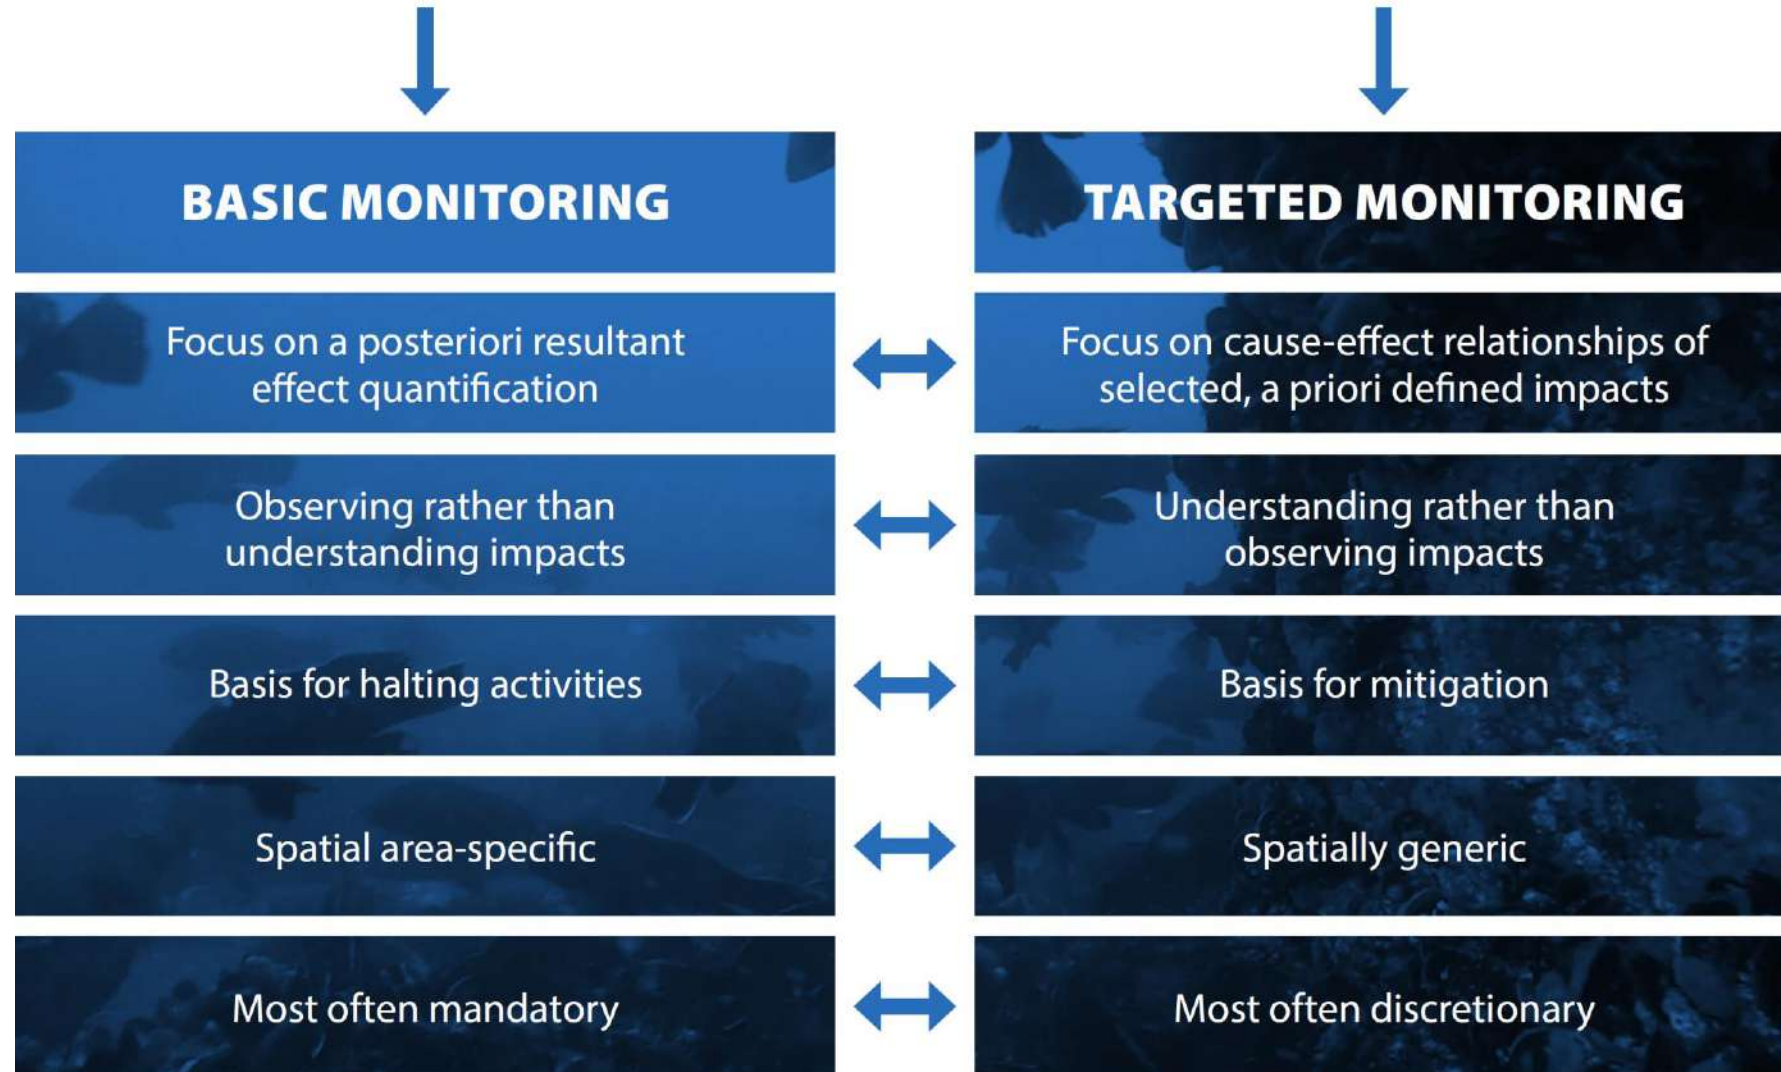 BASIC MONITORING
TARGETED MONITORING
Focus on a posteriori resultant
effect quantification
Focus on cause-effect relationships of
selected, a priori defined impacts
Observing rather than
understanding impacts
Understanding rather than
observing impacts
Basis for halting activities
Basis for mitigation
Spatial area-specific
Spatially generic
Most often mandatory
Most often discretionary